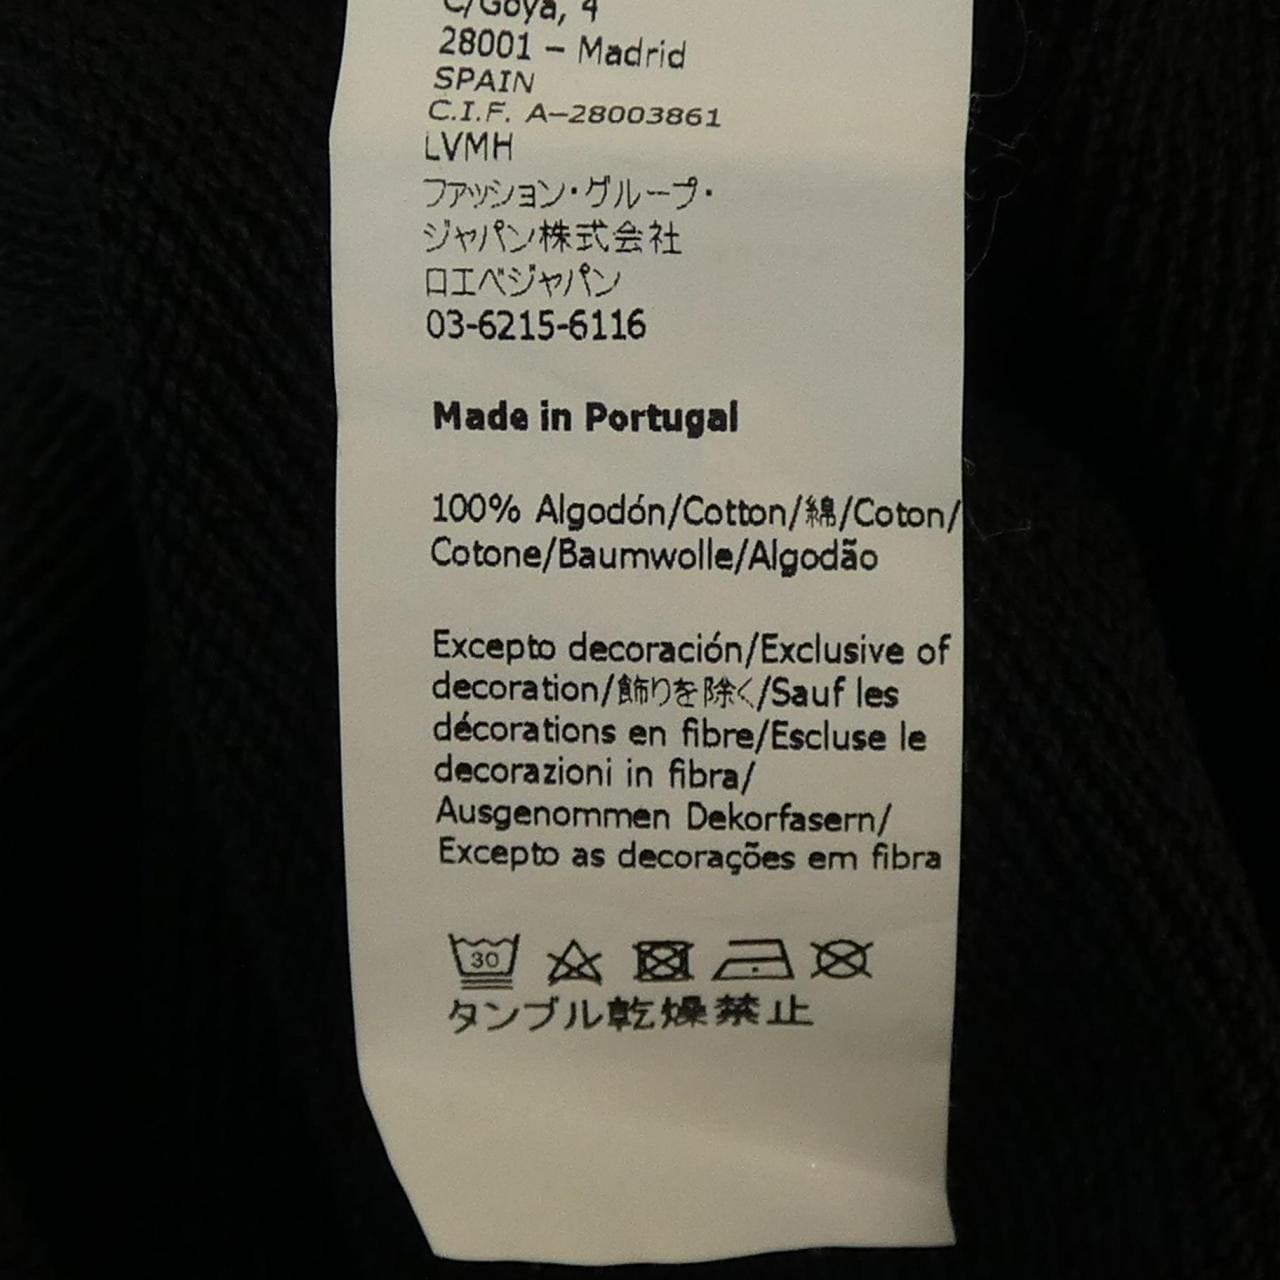 C/Goya, 4
28001 – Madrid
SPAIN
C.I.F. A-28003861
LVMH
ファッション・グループ・
ジャパン株式会社
ロエベジャパン
03-6215-6116
Made in Portugal
100% Algodón/Cotton/綿/Coton/
Cotone/Baumwolle/Algodão
Excepto decoración/Exclusive of
decoration/飾りを除く/Sauf les
décorations en fibre/Escluse le
decorazioni in fibra/
Ausgenommen Dekorfasern/
Excepto as decorações em fibra
30
タンブル乾燥禁止